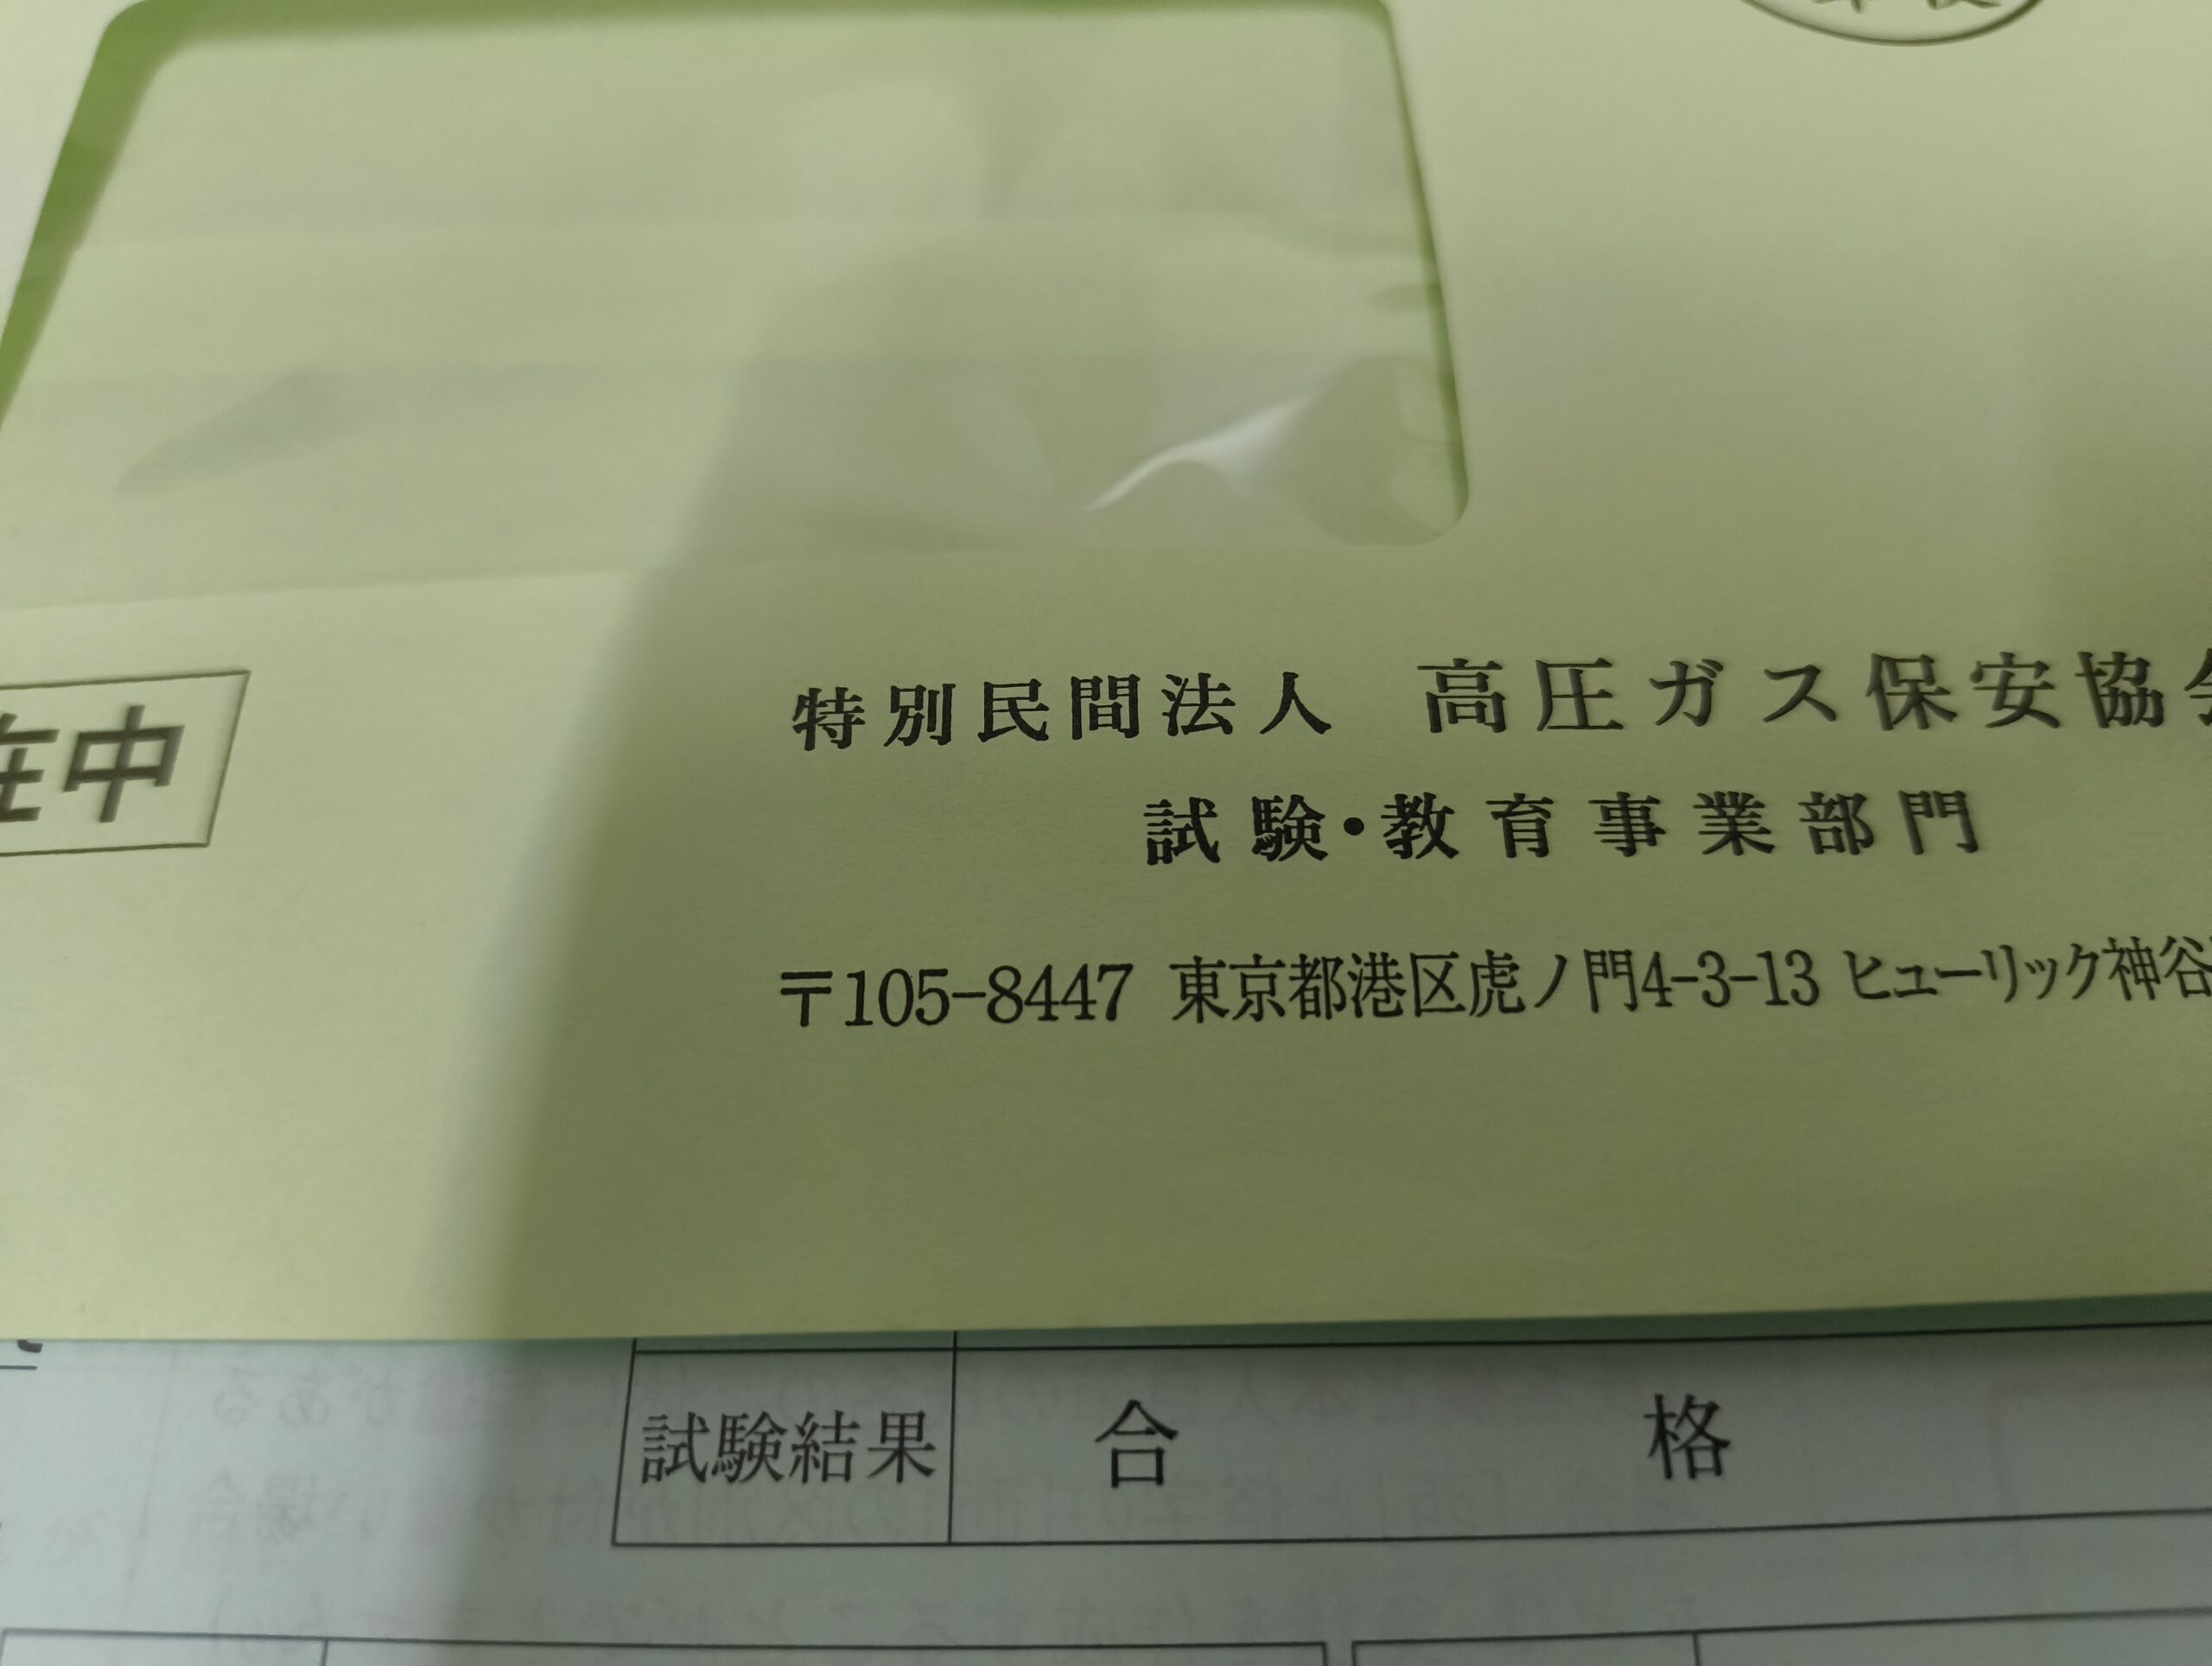 在中
特別民間法人 高圧ガス保安協会
試験・教育事業部門
〒105-8447 東京都港区虎ノ門4-3-13 ヒューリック神谷
試験結果 合格